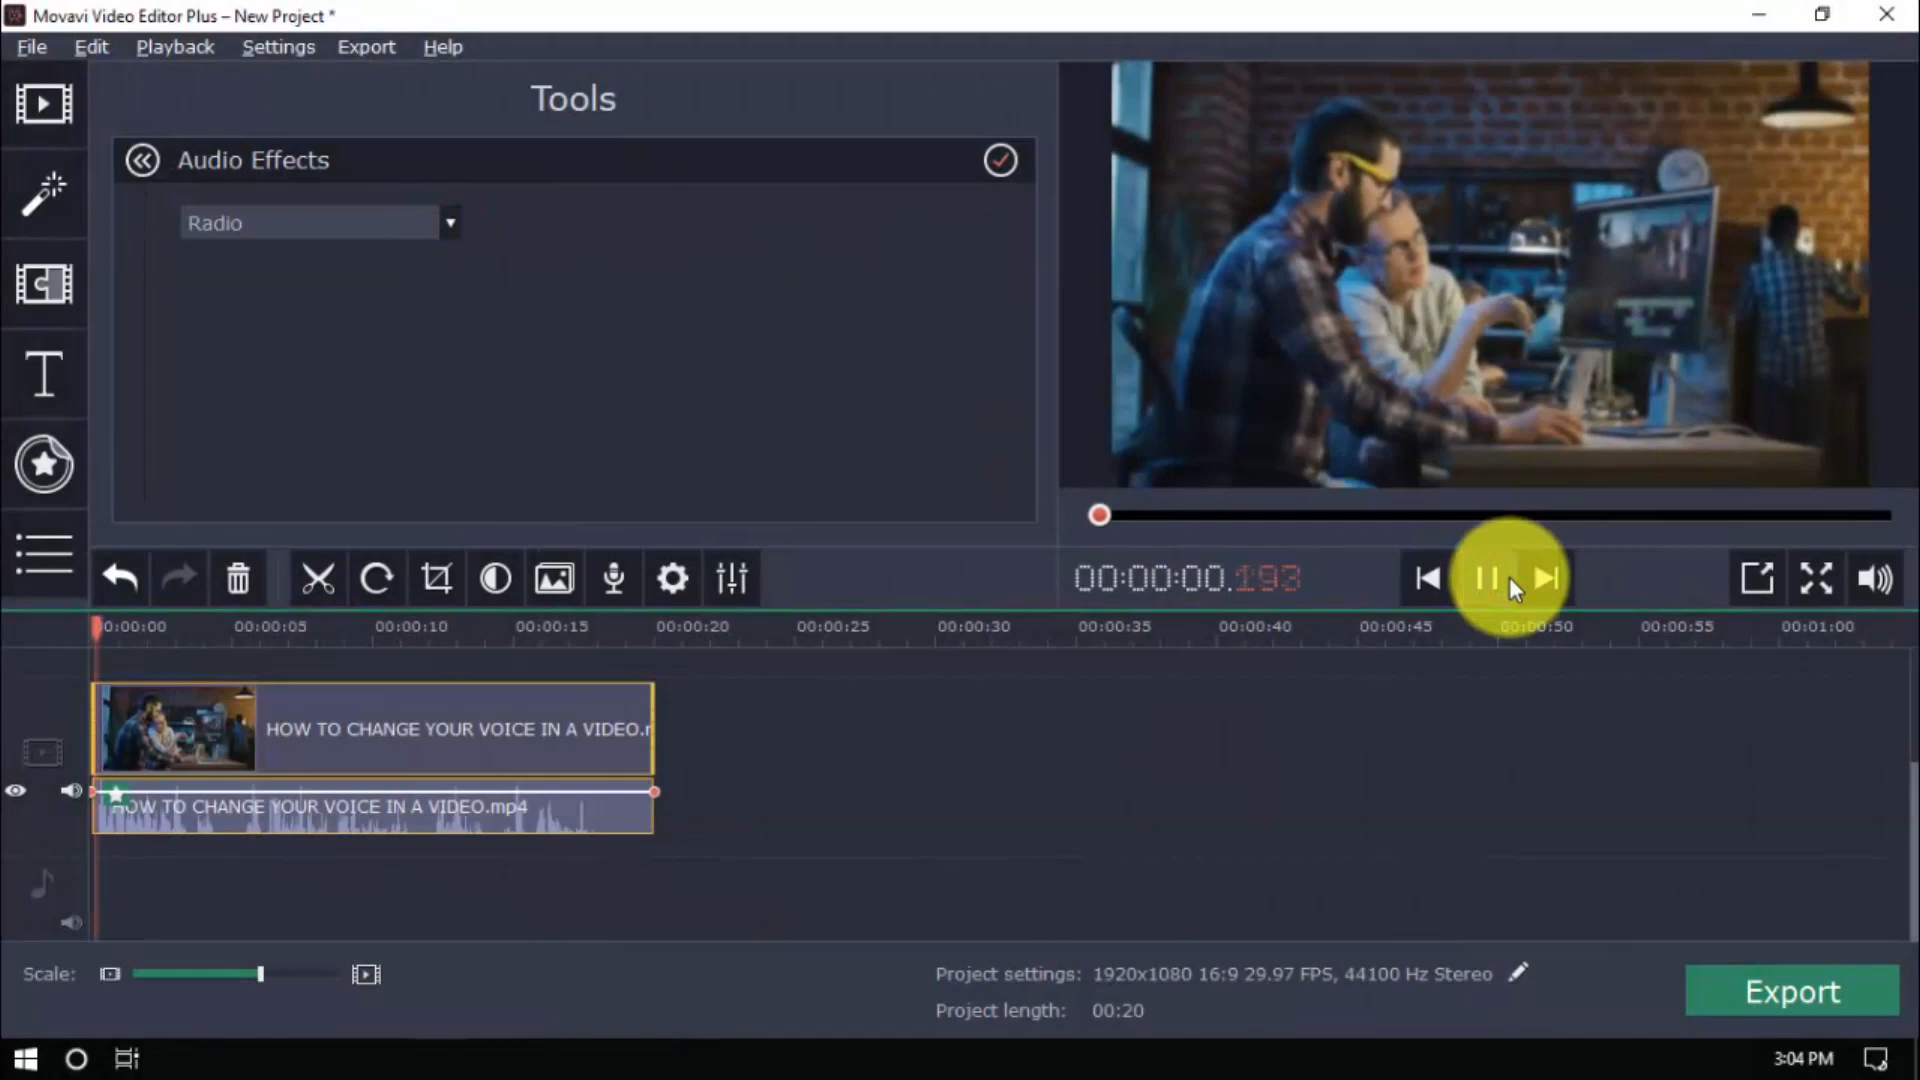 Movavi Video Editor Plus – New Project *
File Edit Playback Settings Export Help
Tools
Audio Effects
Radio
00:00:00.193
0:00:00 00:00:05 00:00:10 00:00:15 00:00:20 00:00:25 00:00:30 00:00:35 00:00:40 00:00:45 00:00:50 00:00:55 00:01:00
HOW TO CHANGE YOUR VOICE IN A VIDEO.r
HOW TO CHANGE YOUR VOICE IN A VIDEO.mp4
Scale:
Project settings: 1920x1080 16:9 29.97 FPS, 44100 Hz Stereo
Project length: 00:20
Export
3:04 PM